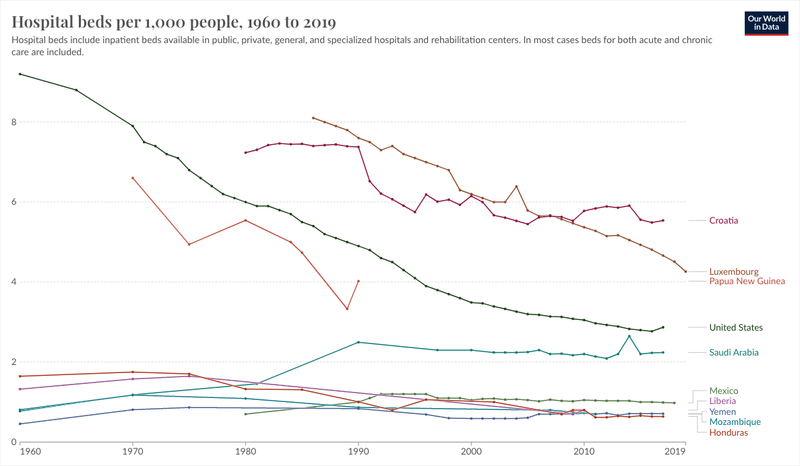 Hospital beds per 1,000 people, 1960 to 2019
Our World
in Data
Hospital beds include inpatient beds available in public, private, general, and specialized hospitals and rehabilitation centers. In most cases beds for both acute and chronic
care are included.
8
6
4
2
0
Croatia
Luxembourg
Papua New Guinea
United States
Saudi Arabia
Mexico
Liberia
Yemen
Mozambique
Honduras
1960
1970
1980
1990
2000
2010
2019